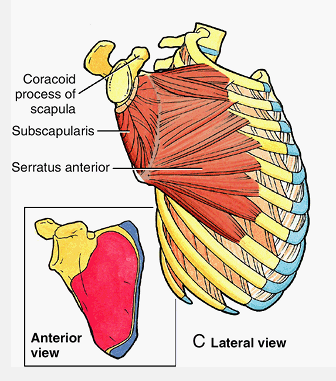 Coracoid
process of
scapula
Subscapularis
Serratus anterior
Anterior
view
C Lateral view